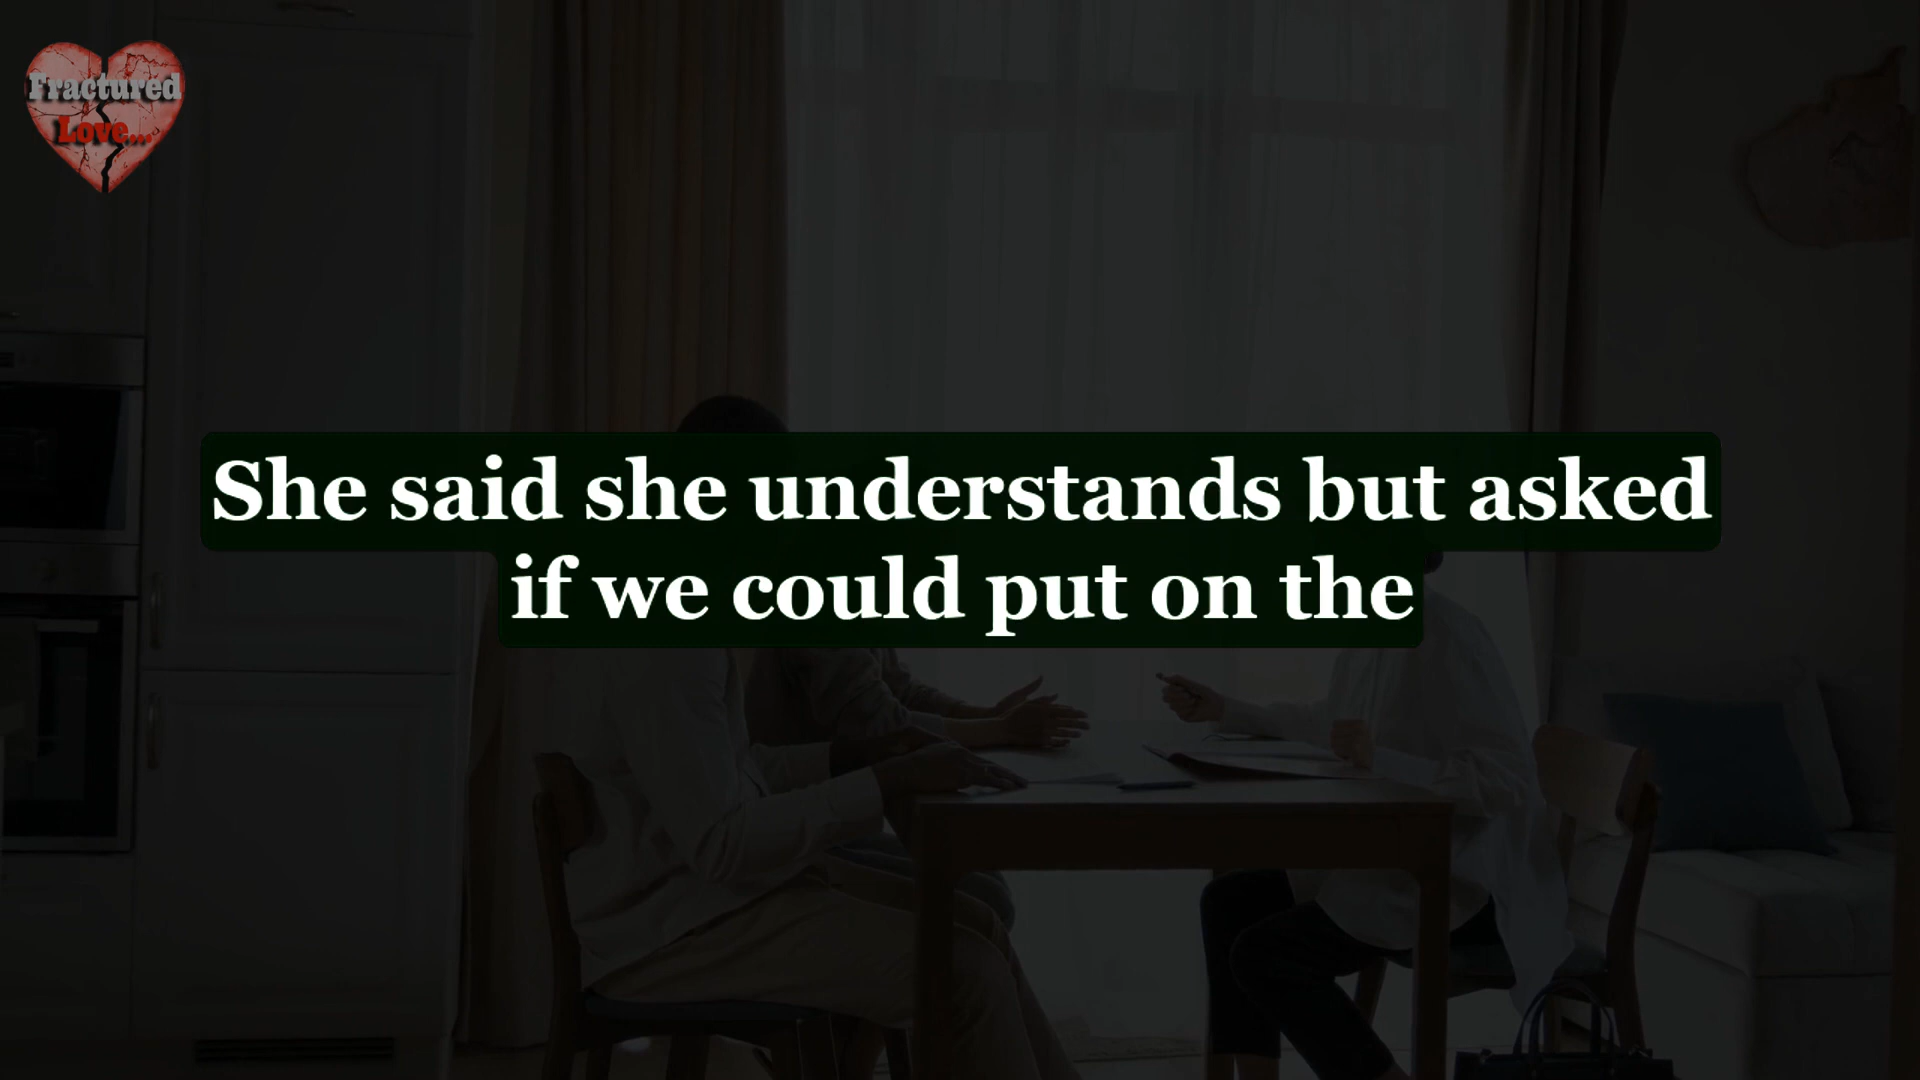 Fractured
Love...
She said she understands but asked
if we could put on the